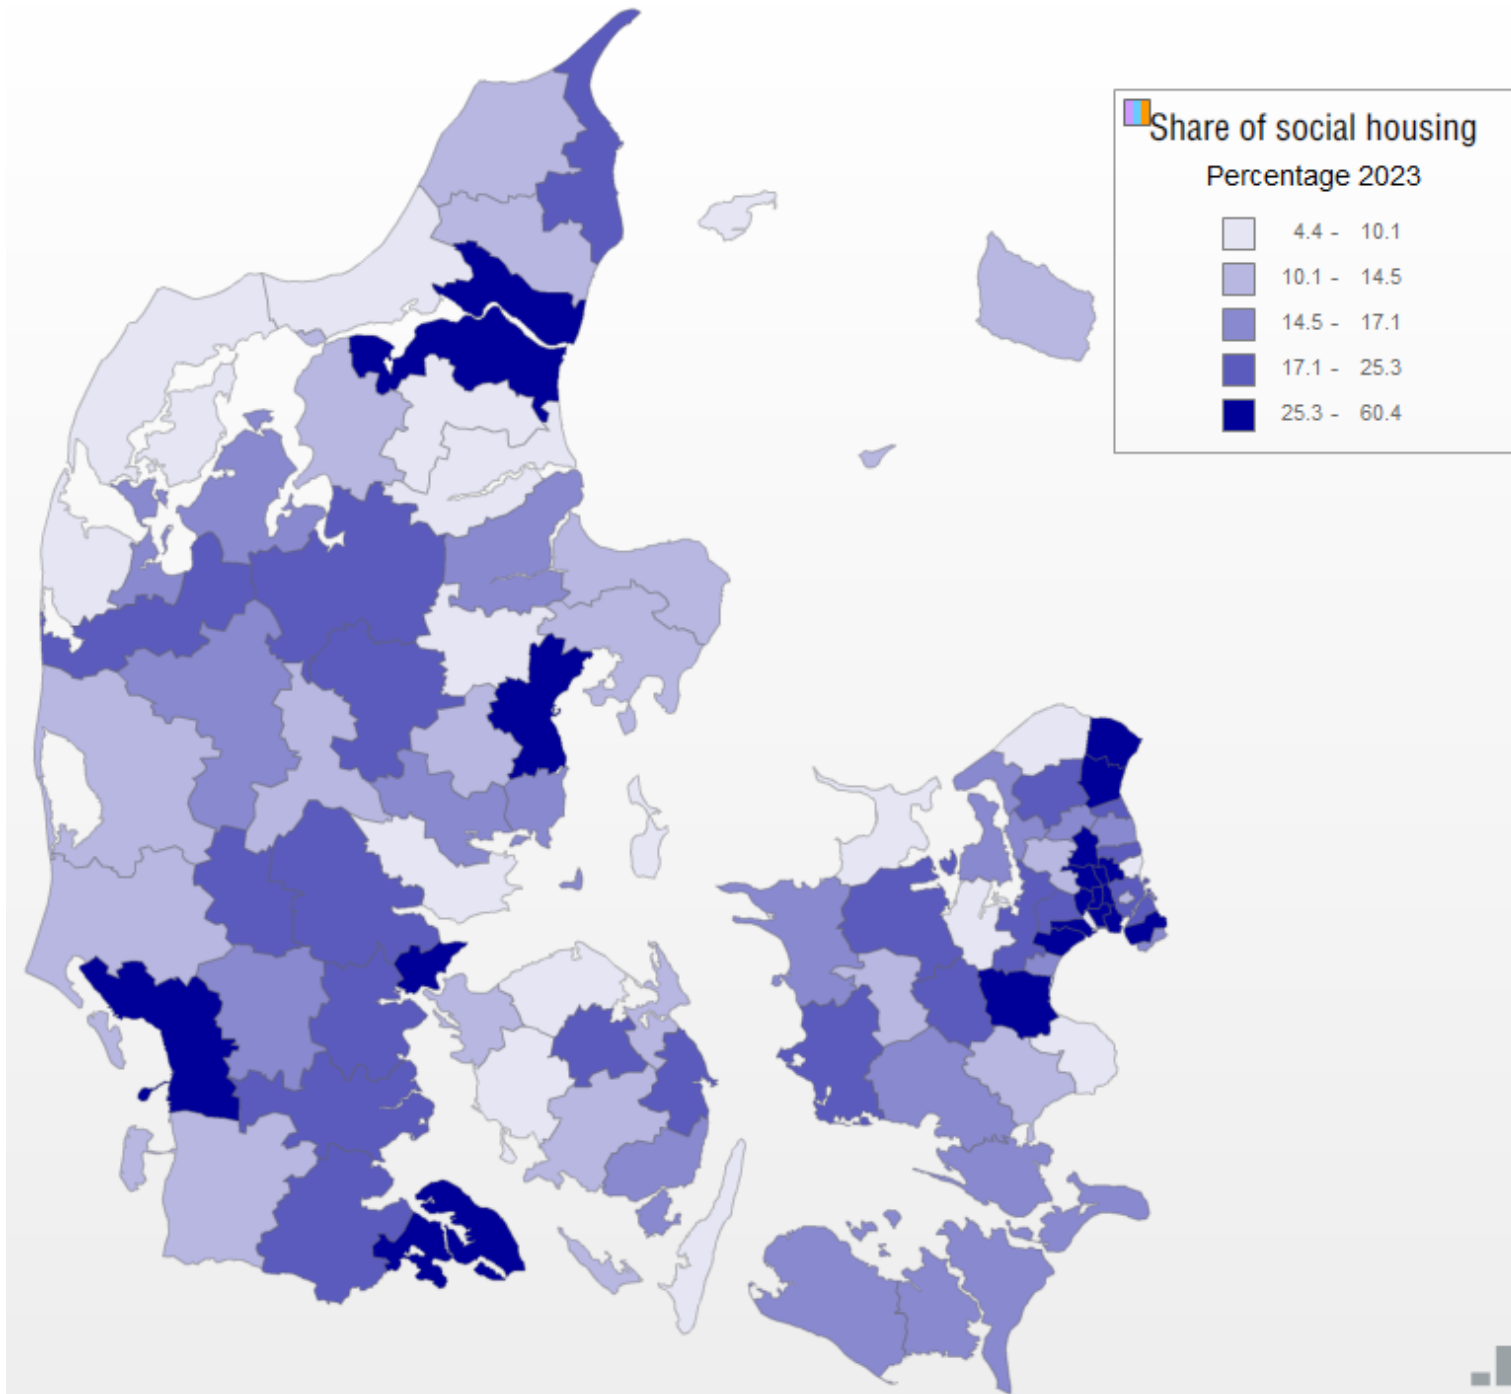 Share of social housing
Percentage 2023
4.4 - 10.1
10.1 - 14.5
14.5 - 17.1
17.1 - 25.3
25.3 - 60.4